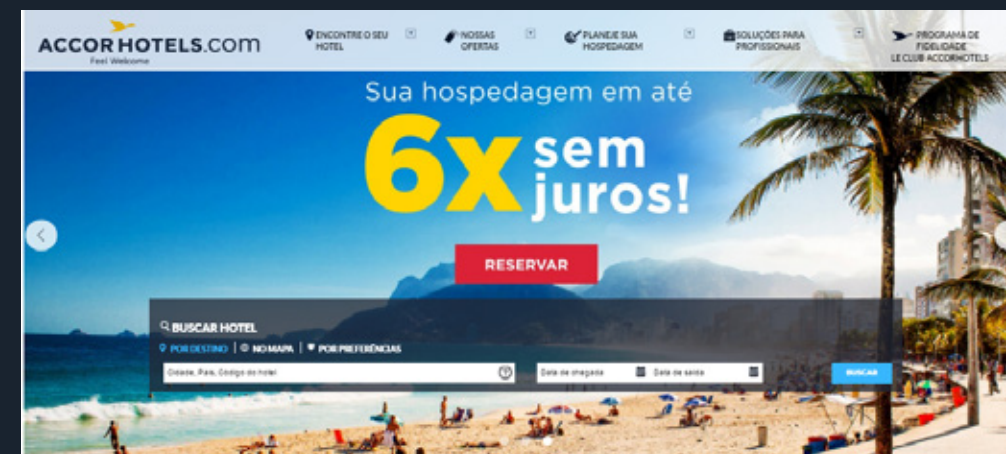 ACCORHOTELS.COM
Feel Welcome
ENCONTRE O SEU
HOTEL
NOSSAS
OFERTAS
PLANEJE SUA
HOSPEDAGEM
SOLUÇÕES PARA
PROFISSIONAIS
PROGRAMA DE
FIDELIDADE
LE CLUB ACCORHOTELS
Sua hospedagem em até
6x sem
juros!
RESERVAR
BUSCAR HOTEL
POR DESTINO | NO MAPA | POR PREFERÊNCIAS
Cidade, País, Código do hotel ? Data de chegada Data de saída BUSCAR